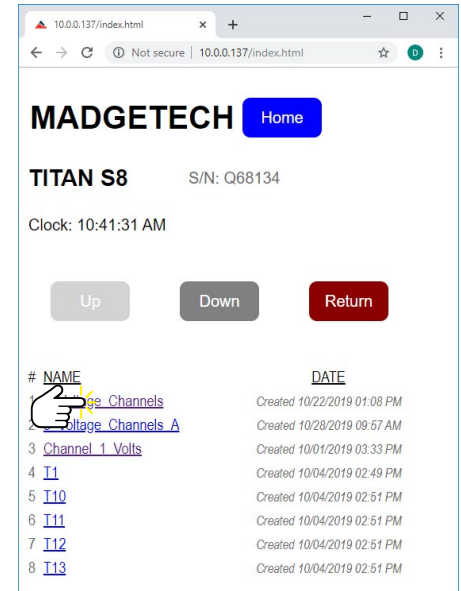 10.0.0.137/index.html
Not secure | 10.0.0.137/index.html D
MADGETECH Home
TITAN S8 S/N: Q68134
Clock: 10:41:31 AM
Up Down Return
# NAME DATE
Channels Created 10/22/2019 01:08 PM
2 Voltage_Channels_A Created 10/28/2019 09:57 AM
3 Channel_1_Volts Created 10/01/2019 03:33 PM
4 T1 Created 10/04/2019 02:49 PM
5 T10 Created 10/04/2019 02:51 PM
6 T11 Created 10/04/2019 02:51 PM
7 T12 Created 10/04/2019 02:51 PM
8 T13 Created 10/04/2019 02:51 PM